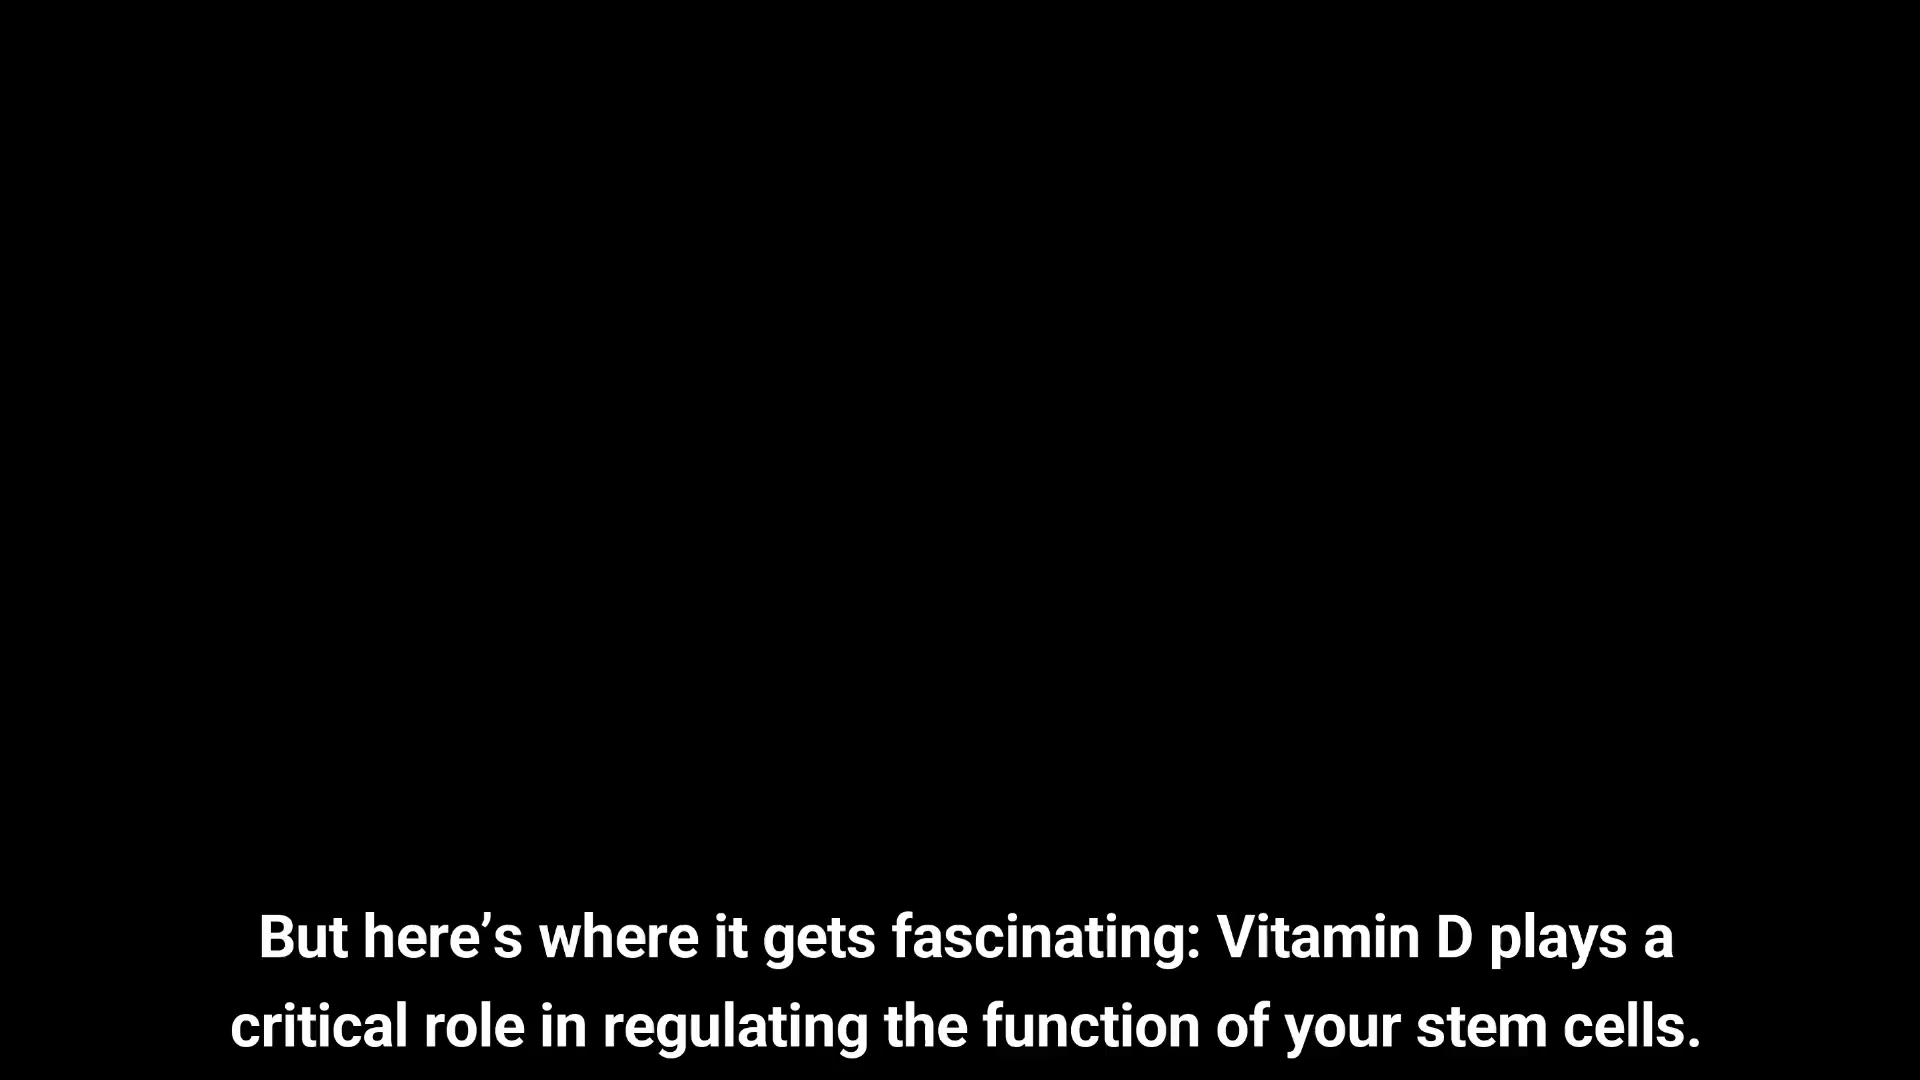 But here’s where it gets fascinating: Vitamin D plays a
critical role in regulating the function of your stem cells.